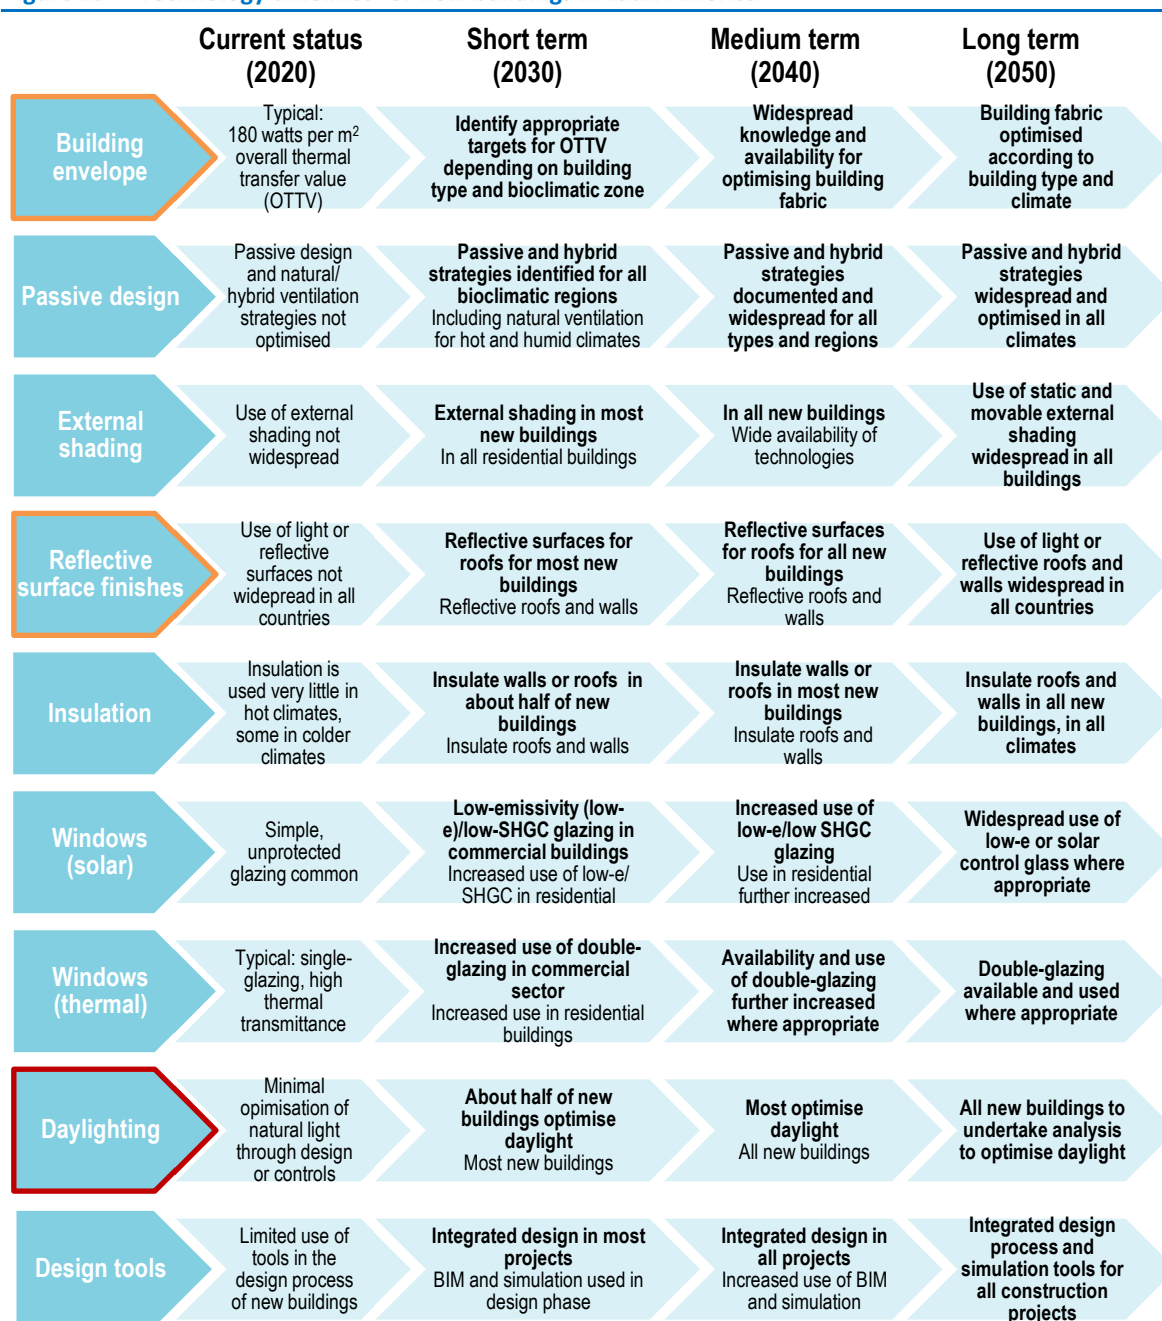 Current status
(2020)
Short term
(2030)
Medium term
(2040)
Long term
(2050)
Building
envelope
Typical:
180 watts per m2
overall thermal
transfer value
(OTTV)
Identify appropriate
targets for OTTV
depending on building
type and bioclimatic zone
Widespread
knowledge and
availability for
optimising building
fabric
Building fabric
optimised
according to
building type and
climate
Passive design
Passive design
and natural/
hybrid ventilation
strategies not
optimised
Passive and hybrid
strategies identified for all
bioclimatic regions
Including natural ventilation
for hot and humid climates
Passive and hybrid
strategies
documented and
widespread for all
types and regions
Passive and hybrid
strategies
widespread and
optimised in all
climates
External
shading
Use of external
shading not
widespread
External shading in most
new buildings
In all residential buildings
In all new buildings
Wide availability of
technologies
Use of static and
movable external
shading
widespread in all
buildings
Reflective
surface finishes
Use of light or
reflective
surfaces not
widepread in all
countries
Reflective surfaces for
roofs for most new
buildings
Reflective roofs and walls
Reflective surfaces
for roofs for all new
buildings
Reflective roofs and
walls
Use of light or
reflective roofs and
walls widespread in
all countries
Insulation
Insulation is
used very little in
hot climates,
some in colder
climates
Insulate walls or roofs in
about half of new
buildings
Insulate roofs and walls
Insulate walls or
roofs in most new
buildings
Insulate roofs and
walls
Insulate roofs and
walls in all new
buildings, in all
climates
Windows
(solar)
Simple,
unprotected
glazing common
Low-emissivity (low-
e)/low-SHGC glazing in
commercial buildings
Increased use of low-e/
SHGC in residential
Increased use of
low-e/low SHGC
glazing
Use in residential
further increased
Widespread use of
low-e or solar
control glass where
appropriate
Windows
(thermal)
Typical: single-
glazing, high
thermal
transmittance
Increased use of double-
glazing in commercial
sector
Increased use in residential
buildings
Availability and use
of double-glazing
further increased
where appropriate
Double-glazing
available and used
where appropriate
Daylighting
Minimal
opimisation of
natural light
through design
or controls
About half of new
buildings optimise
daylight
Most new buildings
Most optimise
daylight
All new buildings
All new buildings to
undertake analysis
to optimise daylight
Design tools
Limited use of
tools in the
design process
of new buildings
Integrated design in most
projects
BIM and simulation used in
design phase
Integrated design in
all projects
Increased use of BIM
and simulation
Integrated design
process and
simulation tools for
all construction
projects